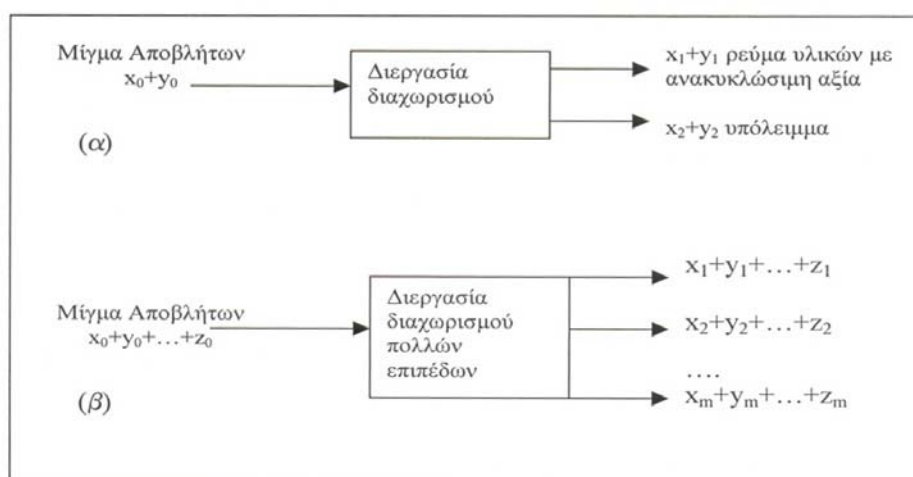 Μίγμα Αποβλήτων
x₀+y₀
Διεργασία
διαχωρισμού
x₁+y₁ ρεύμα υλικών με
ανακυκλώσιμη αξία
x₂+y₂ υπόλειμμα
(α)
Μίγμα Αποβλήτων
x₀+y₀+...+z₀
Διεργασία
διαχωρισμού
πολλών
επιπέδων
x₁+y₁+...+z₁
x₂+y₂+...+z₂
....
xₘ+yₘ+...+zₘ
(β)